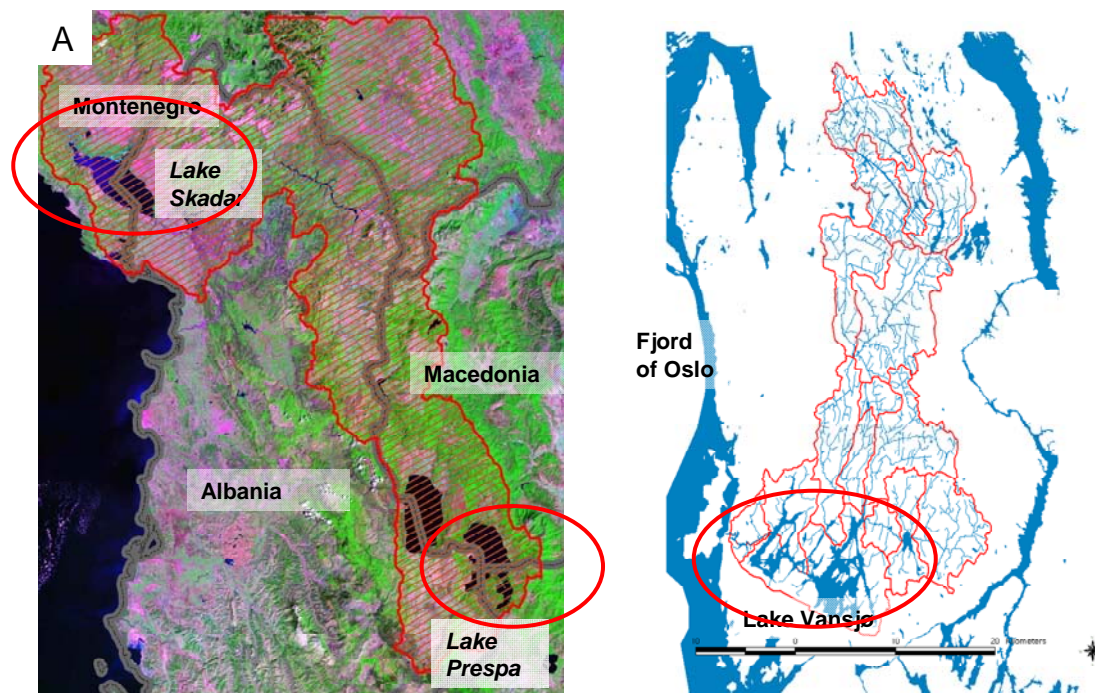 A
Montenegro
Lake
Skadar
Macedonia
Albania
Lake
Prespa
Fjord
of Oslo
Lake Vansjø
10 0 10 20 Kilometers